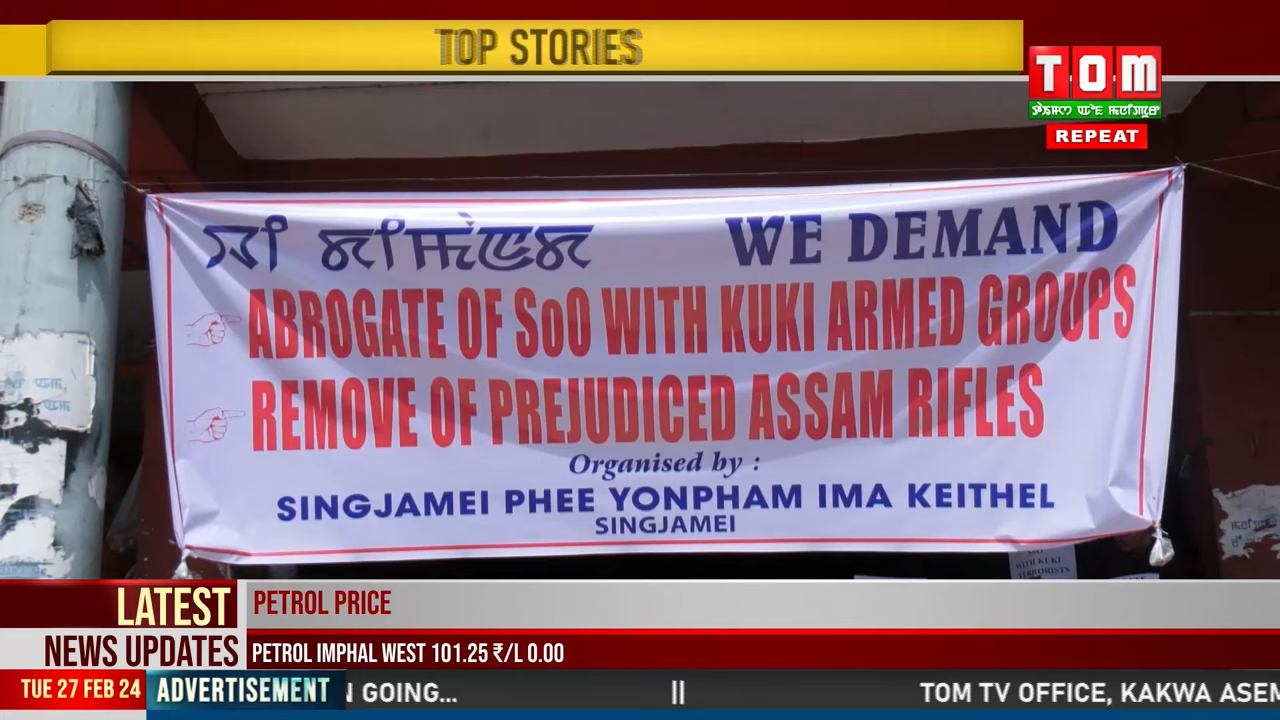 TOP STORIES
TOM
REPEAT
WE DEMAND
ABROGATE OF SoO WITH KUKI ARMED GROUPS
REMOVE OF PREJUDICED ASSAM RIFLES
Organised by :
SINGJAMEI PHEE YONPHAM IMA KEITHEL
SINGJAMEI
WITH KUKI
LATEST
NEWS UPDATES
PETROL PRICE
PETROL IMPHAL WEST 101.25 ₹/L 0.00
TUE 27 FEB 24
ADVERTISEMENT
GOING... || TOM TV OFFICE, KAKWA